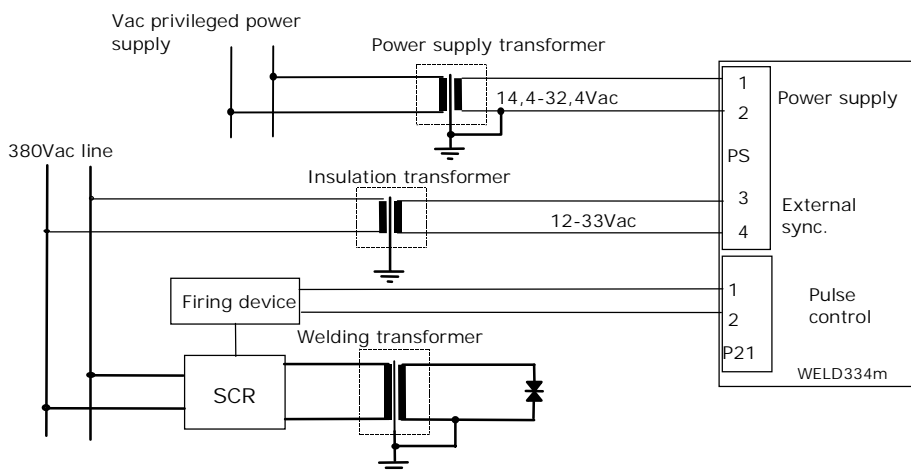 Vac privileged power
supply
Power supply transformer
14,4-32,4Vac
1
2
Power supply
PS
380Vac line
Insulation transformer
12-33Vac
3
4
External
sync.
Firing device
1
2
Pulse
control
P21
WELD334m
Welding transformer
SCR